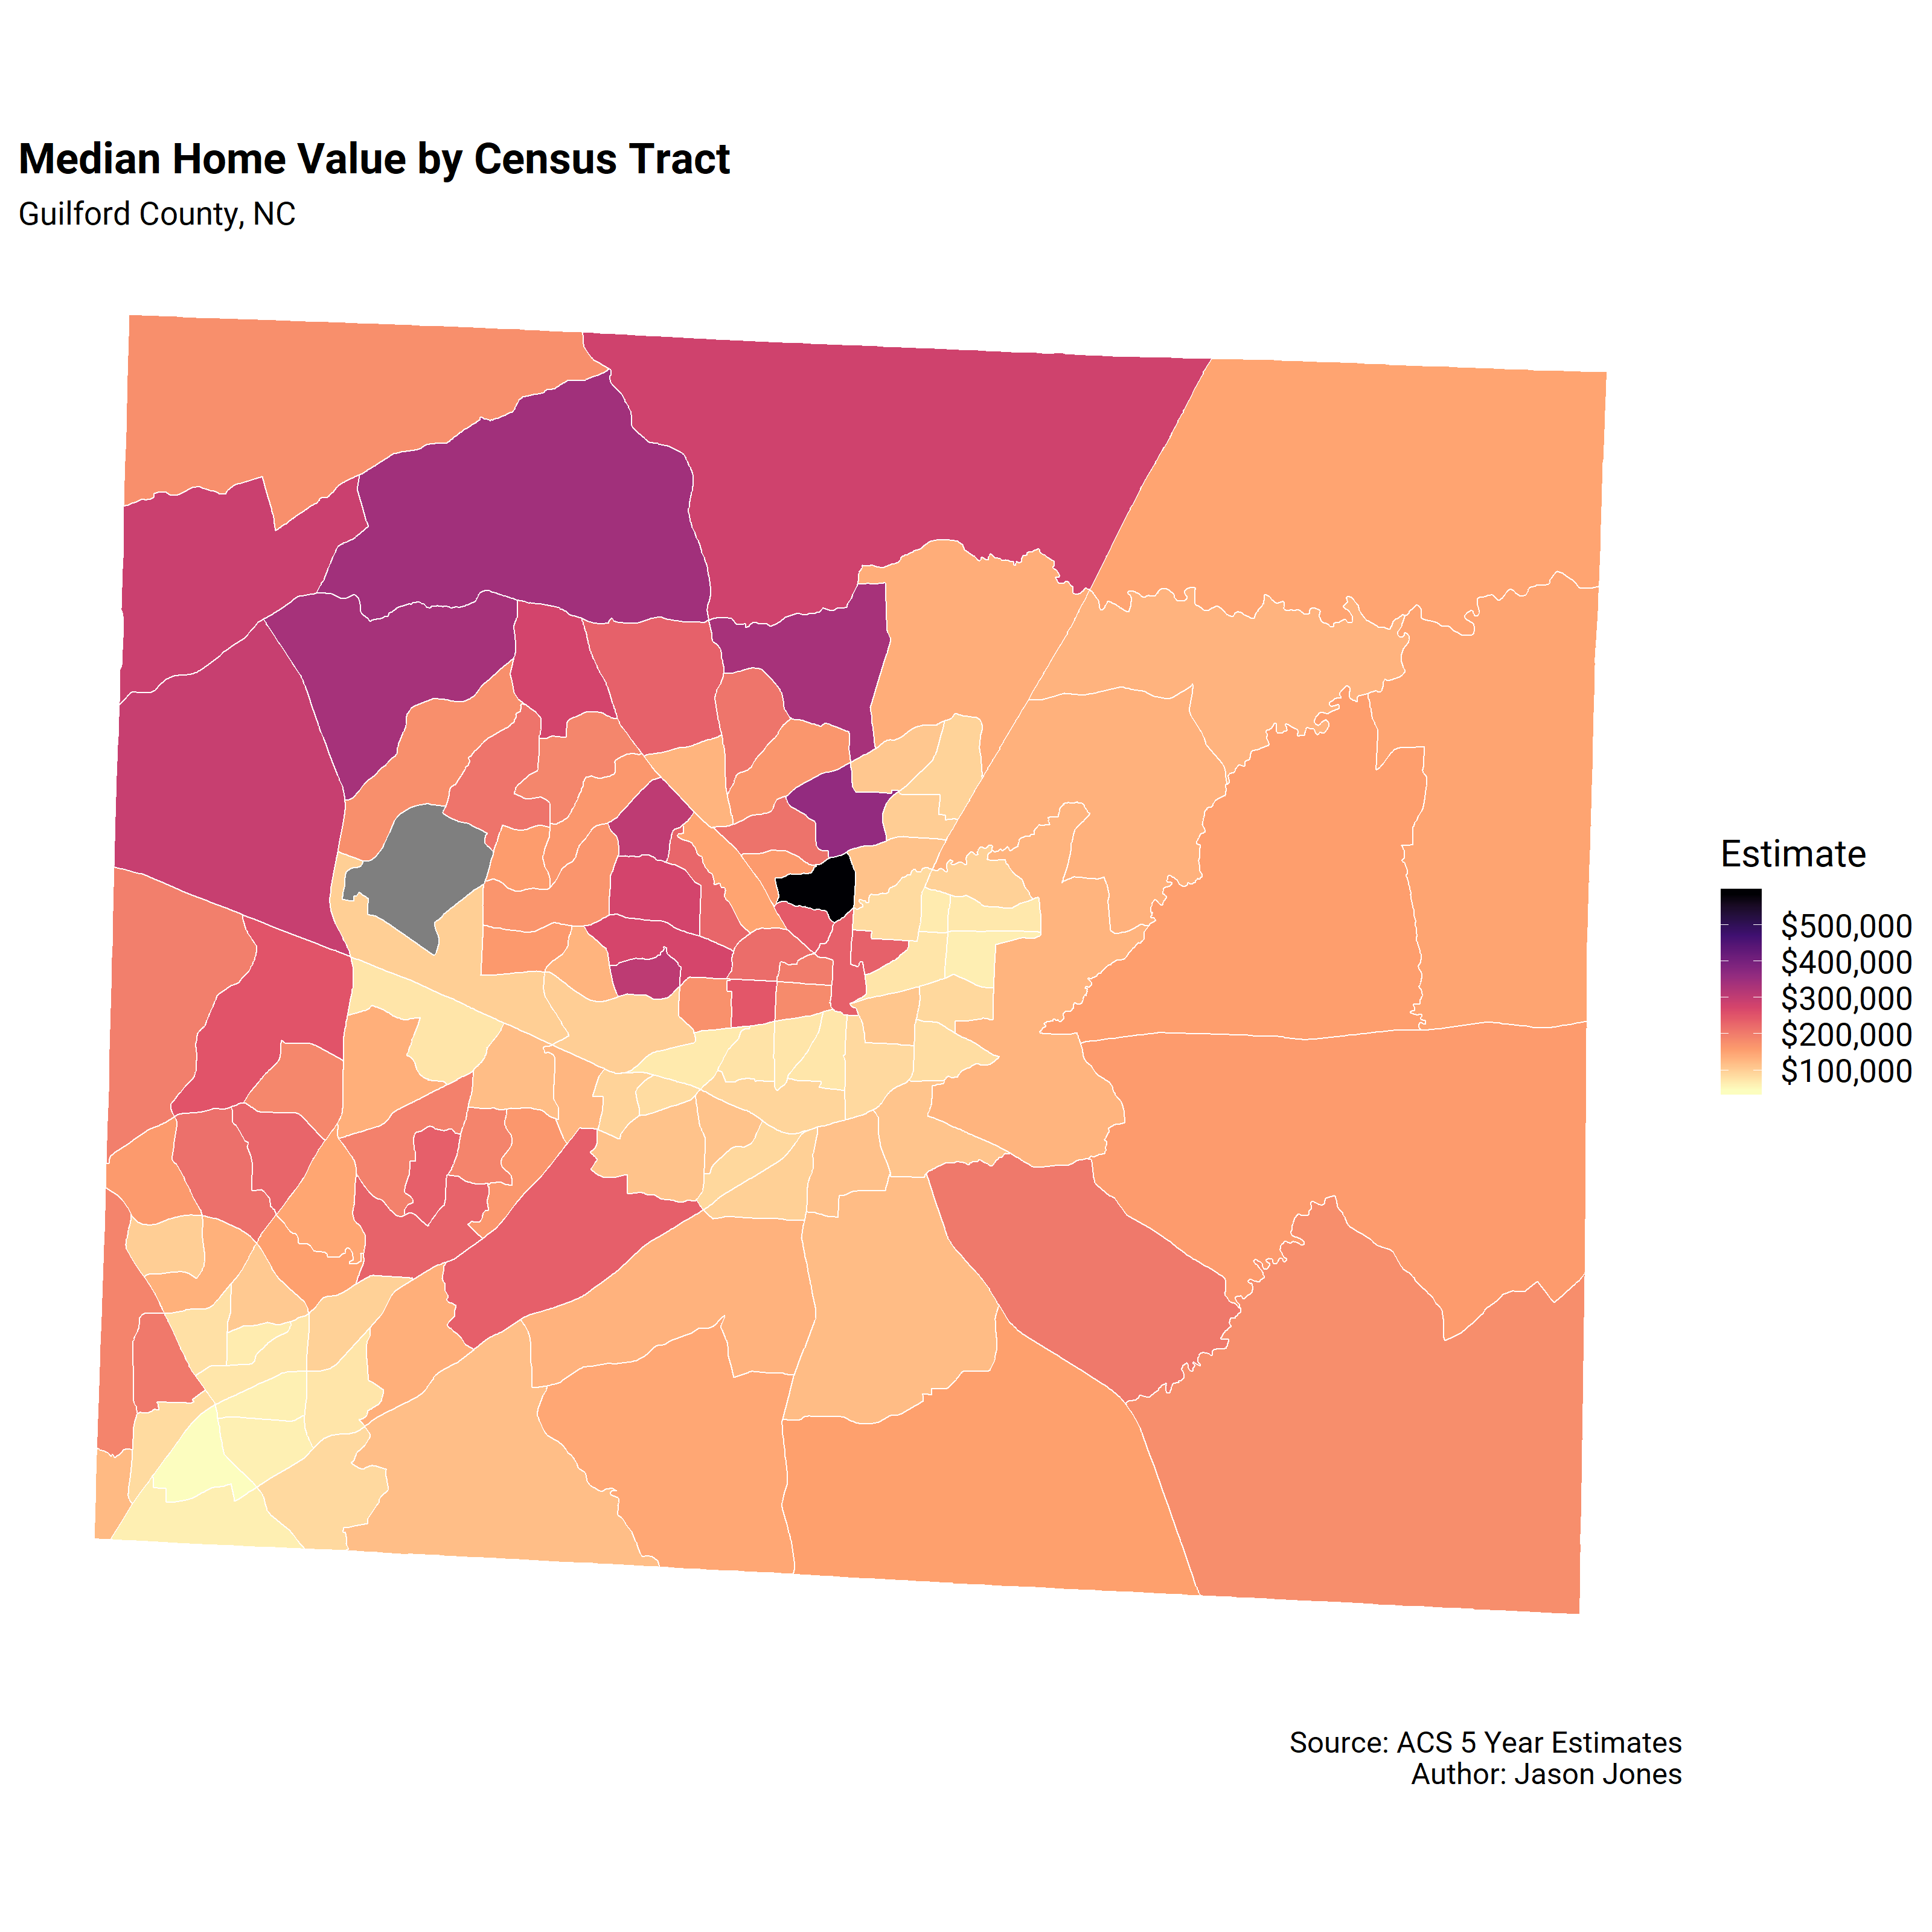 Median Home Value by Census Tract
Guilford County, NC
Estimate
$500,000
$400,000
$300,000
$200,000
$100,000
Source: ACS 5 Year Estimates
Author: Jason Jones